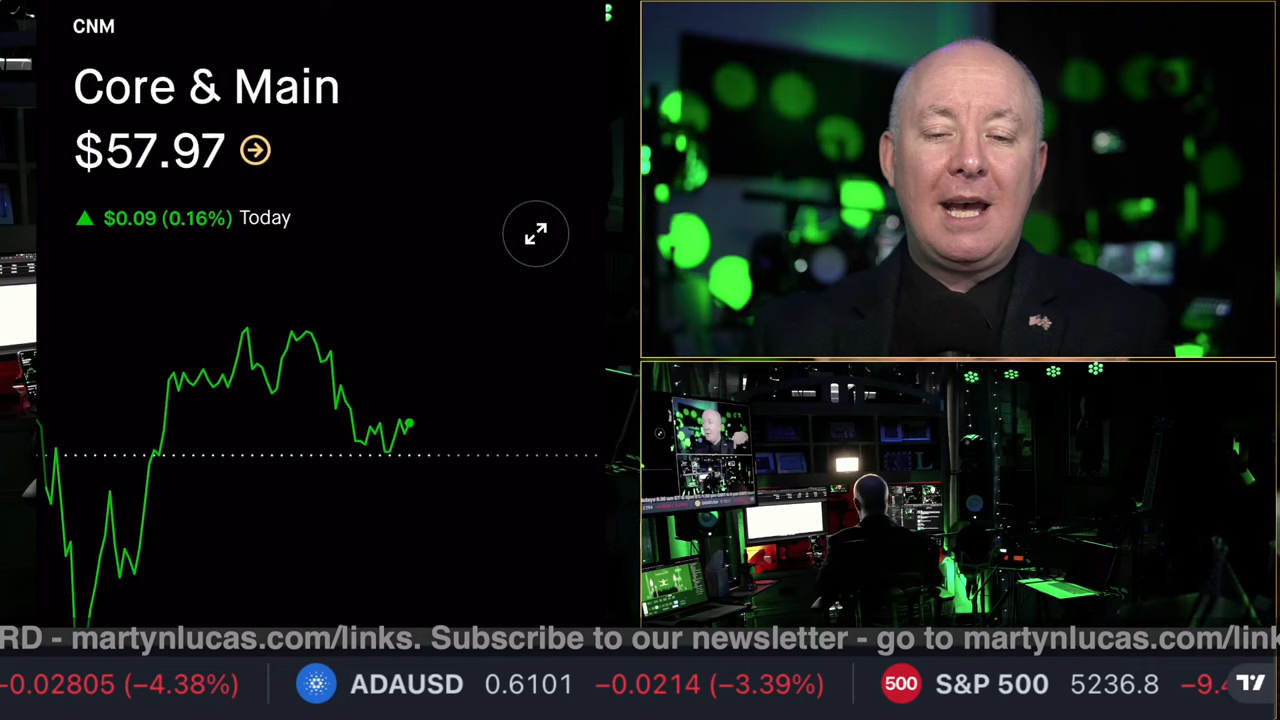 CNM
Core & Main
$57.97
$0.09 (0.16%) Today
RD - martynlucas.com/links. Subscribe to our newsletter - go to martynlucas.com/link
-0.02805 (-4.38%) ADAUSD 0.6101 -0.0214 (-3.39%) 500 S&P 500 5236.8 -9.4